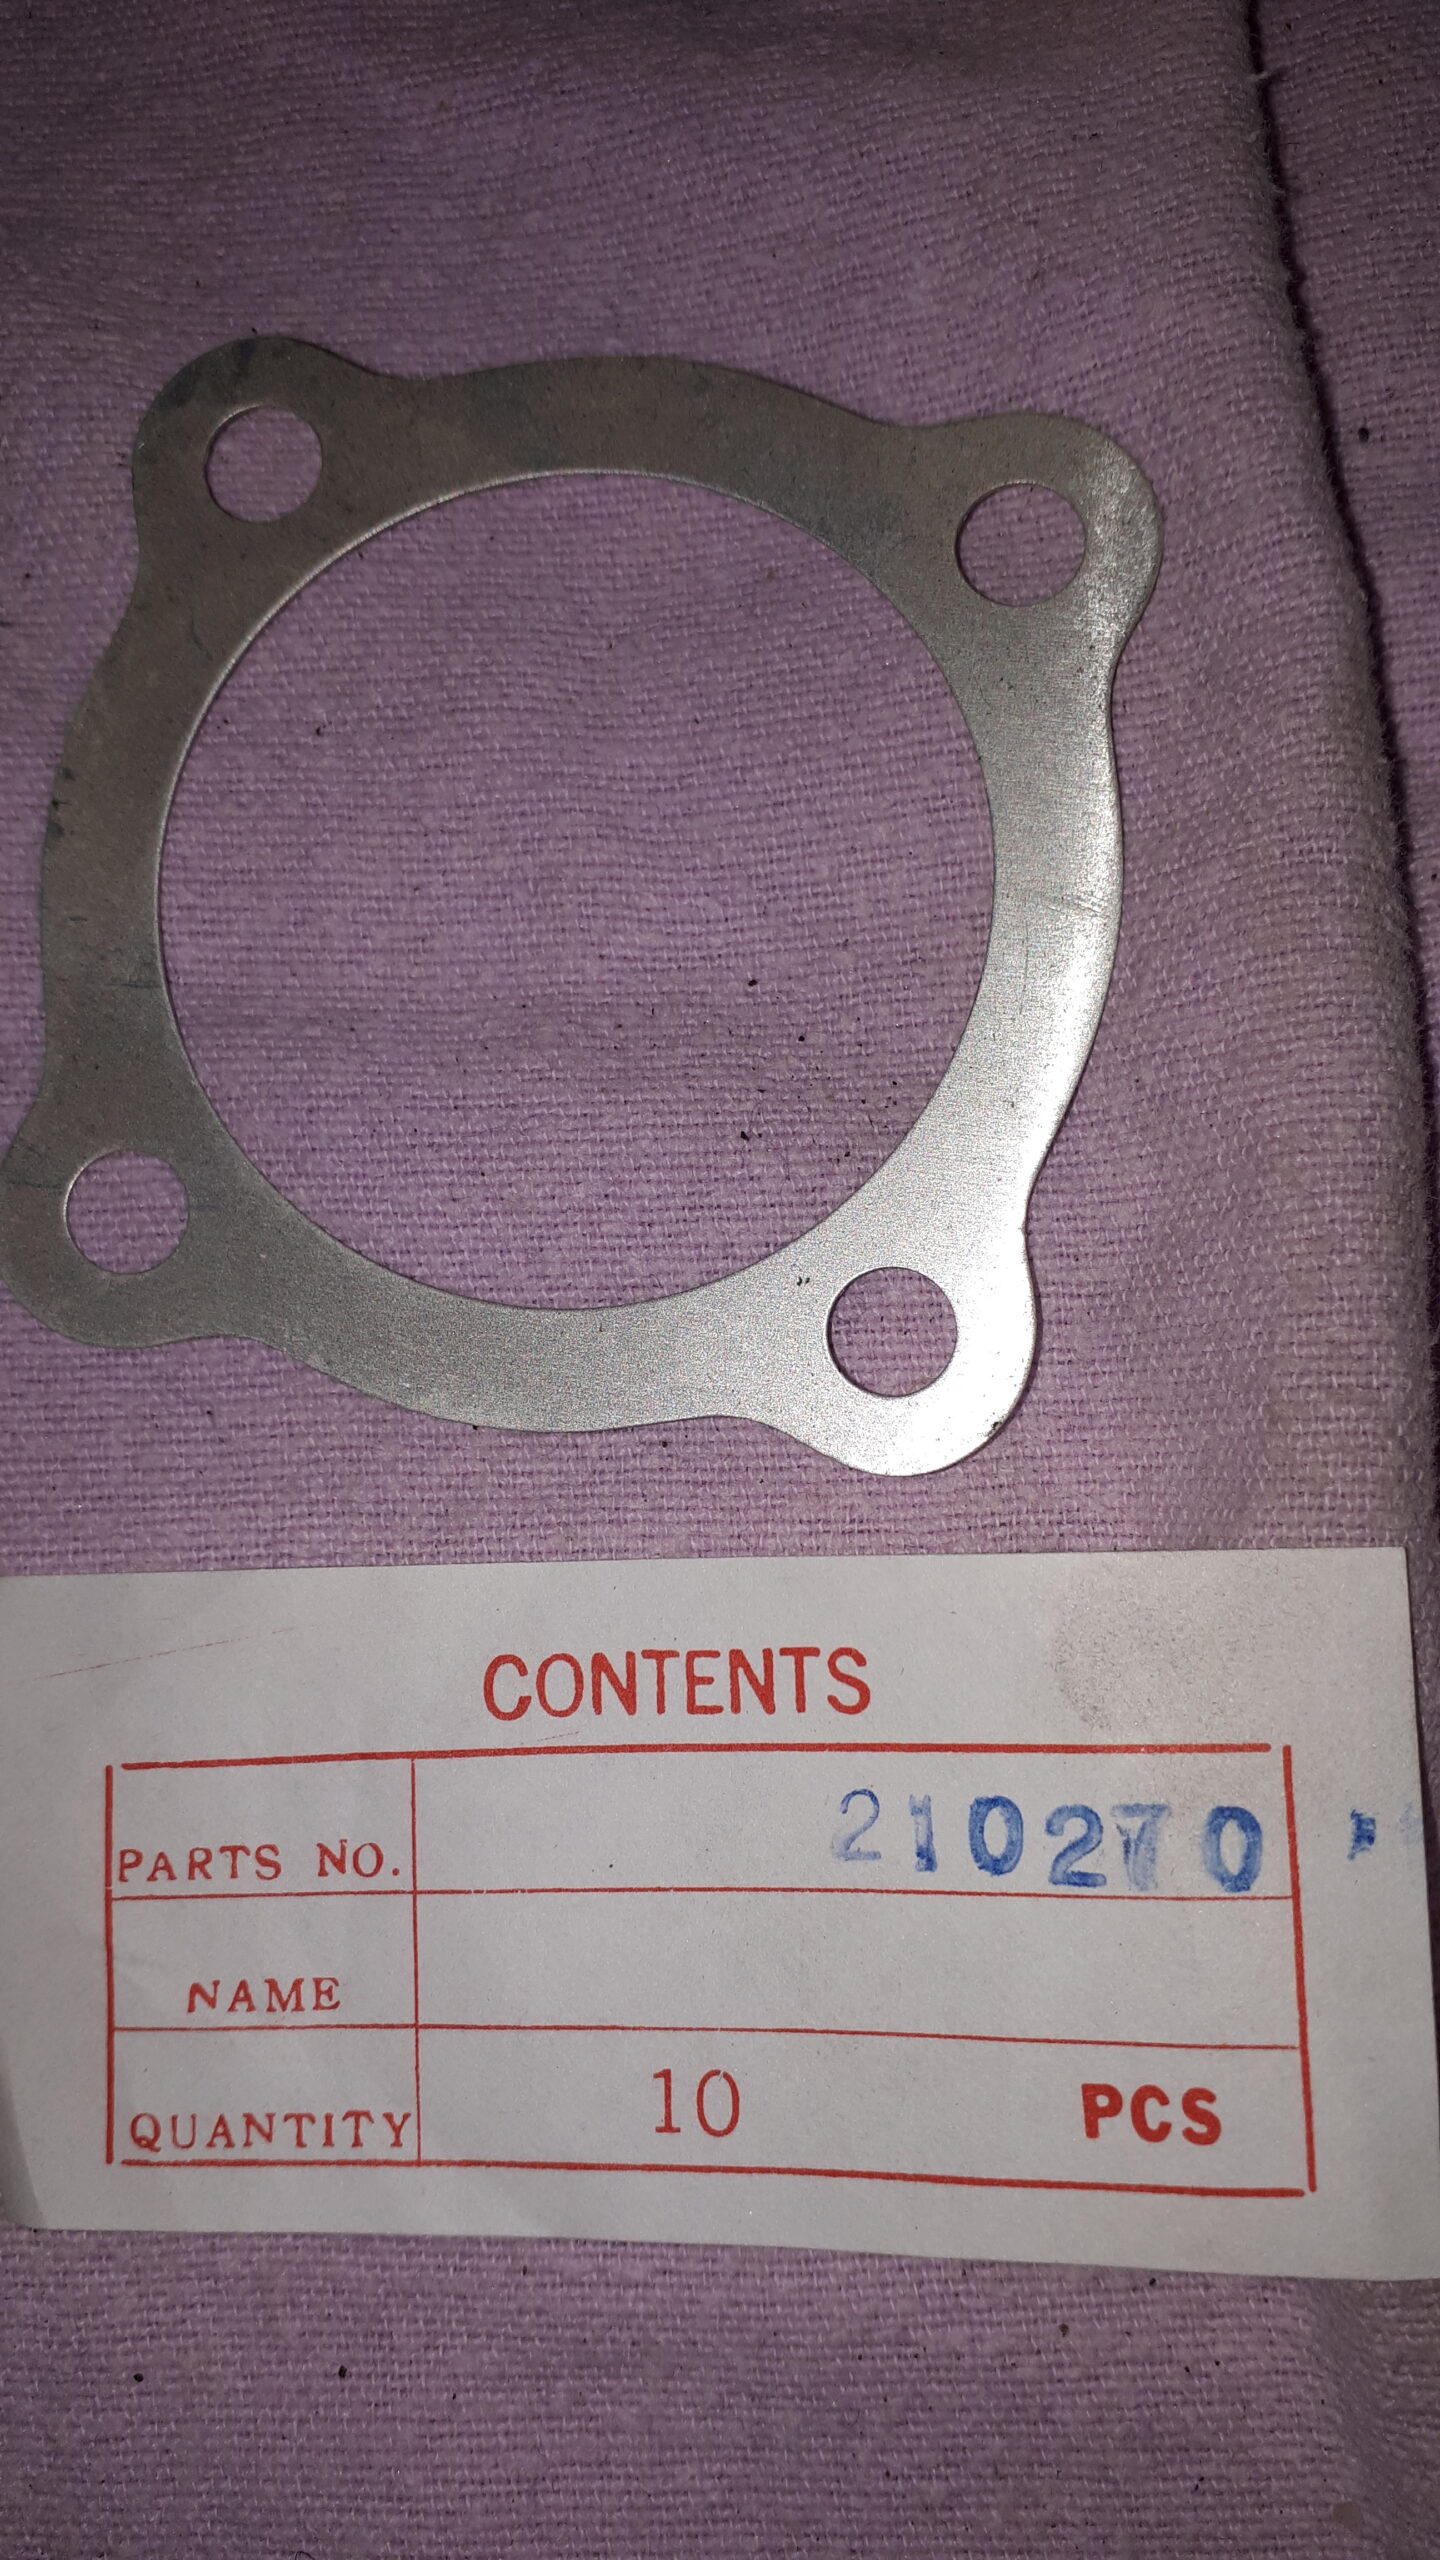 CONTENTS
PARTS NO. 210270
NAME
QUANTITY 10 PCS